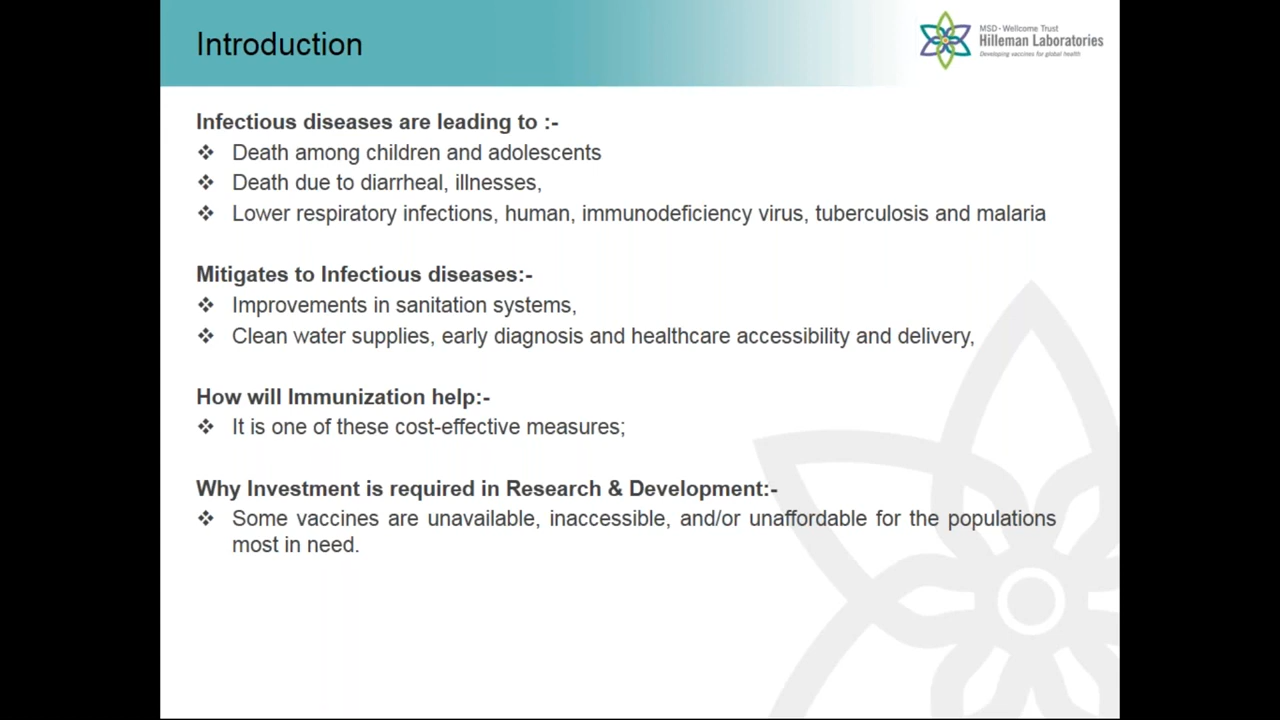 Introduction
MSD - Wellcome Trust
Hilleman Laboratories
Developing vaccines for global health
Infectious diseases are leading to :-
❖ Death among children and adolescents
❖ Death due to diarrheal, illnesses,
❖ Lower respiratory infections, human, immunodeficiency virus, tuberculosis and malaria
Mitigates to Infectious diseases:-
❖ Improvements in sanitation systems,
❖ Clean water supplies, early diagnosis and healthcare accessibility and delivery,
How will Immunization help:-
❖ It is one of these cost-effective measures;
Why Investment is required in Research & Development:-
❖ Some vaccines are unavailable, inaccessible, and/or unaffordable for the populations
most in need.